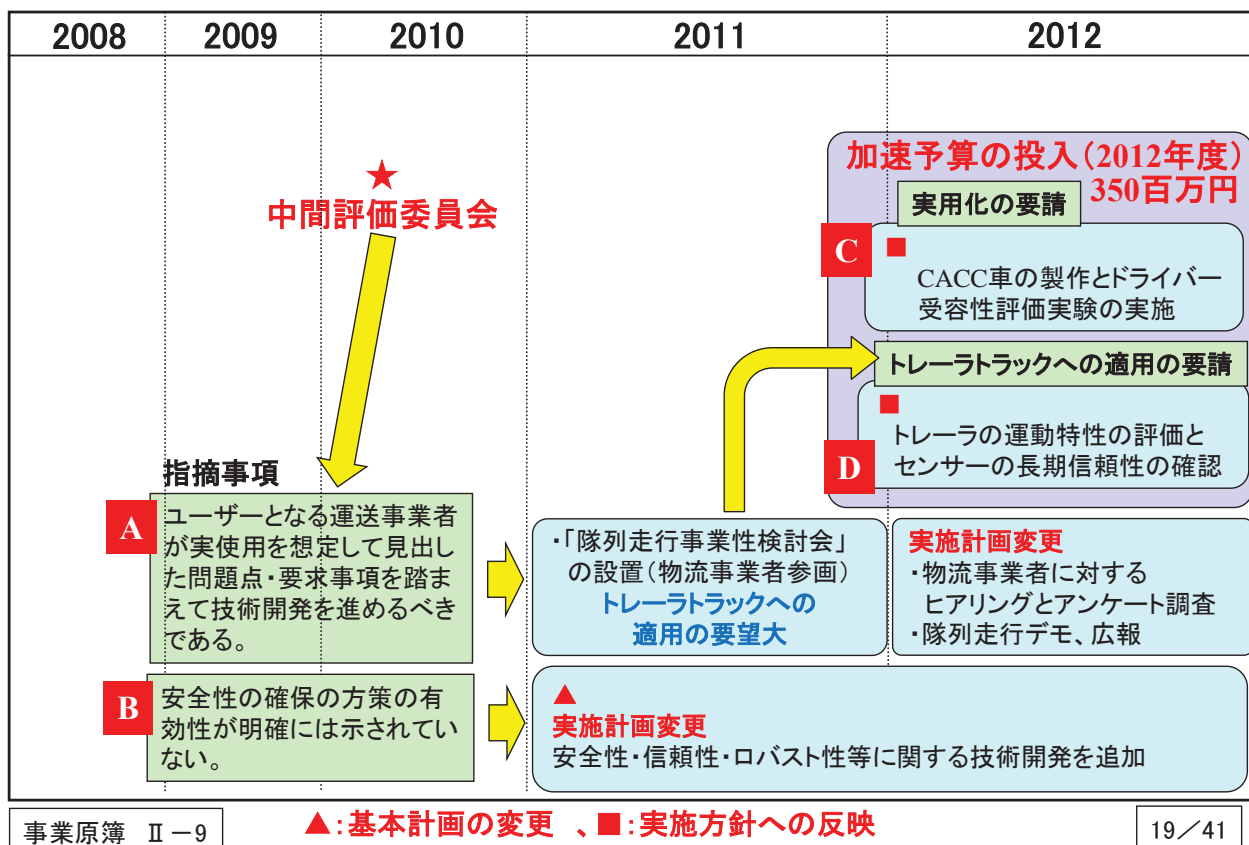 2008 2009 2010 2011 2012
★
中間評価委員会
加速予算の投入（2012年度）
350百万円
実用化の要請
C
■
CACC車の製作とドライバー
受容性評価実験の実施
トレーラトラックへの適用の要請
■
D
トレーラの運動特性の評価と
センサーの長期信頼性の確認
指摘事項
A
ユーザーとなる運送事業者
が実使用を想定して見出し
た問題点・要求事項を踏ま
えて技術開発を進めるべき
である。
・「隊列走行事業性検討会」
の設置（物流事業者参画）
トレーラトラックへの
適用の要望大
実施計画変更
・物流事業者に対する
ヒアリングとアンケート調査
・隊列走行デモ、広報
B
安全性の確保の方策の有
効性が明確には示されてい
ない。
▲
実施計画変更
安全性・信頼性・ロバスト性等に関する技術開発を追加
事業原簿 Ⅱ－9
▲：基本計画の変更 、■：実施方針への反映
19／41